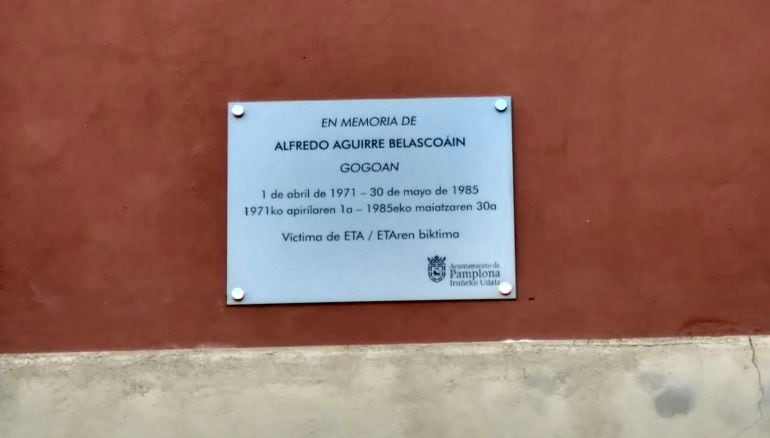 EN MEMORIA DE
ALFREDO AGUIRRE BELASCOÁIN
GOGOAN
1 de abril de 1971 – 30 de mayo de 1985
1971ko apirilaren 1a – 1985eko maiatzaren 30a
Víctima de ETA / ETAren biktima
Ayuntamiento de
Pamplona
Iruñeko Udala